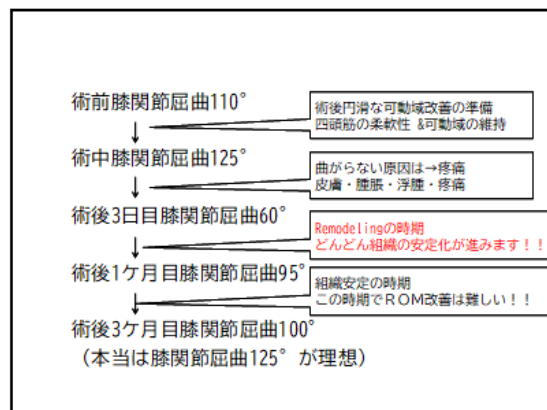 術前膝関節屈曲110°
術後円滑な可動域改善の準備
四頭筋の柔軟性 &可動域の維持
術中膝関節屈曲125°
曲がらない原因は→疼痛
皮膚・腫脹・浮腫・疼痛
術後3日目膝関節屈曲60°
Remodelingの時期
どんどん組織の安定化が進みます！！
術後1ケ月目膝関節屈曲95°
組織安定の時期
この時期でＲＯＭ改善は難しい！！
術後3ケ月目膝関節屈曲100°
（本当は膝関節屈曲125°が理想）